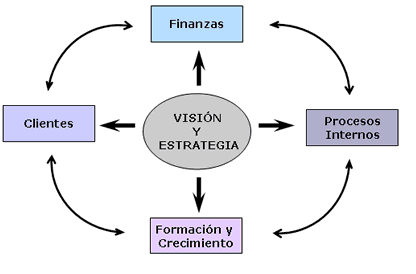 Finanzas
Clientes
VISIÓN
Y
ESTRATEGIA
Procesos
Internos
Formación y
Crecimiento